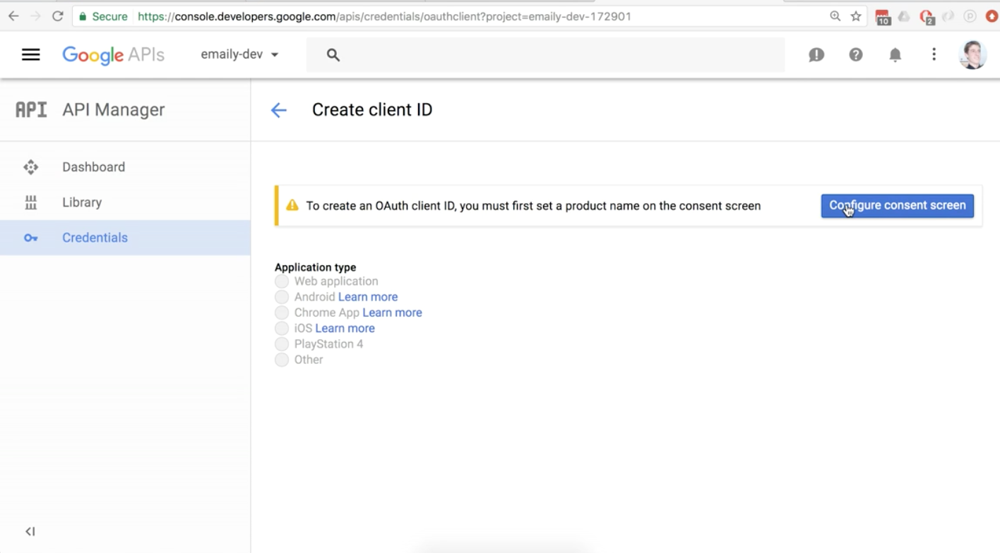 Secure https://console.developers.google.com/apis/credentials/oauthclient?project=emaily-dev-172901
10
2
Google APIs emaily-dev
API API Manager
Create client ID
Dashboard
Library
Credentials
To create an OAuth client ID, you must first set a product name on the consent screen
Configure consent screen
Application type
Web application
Android Learn more
Chrome App Learn more
iOS Learn more
PlayStation 4
Other